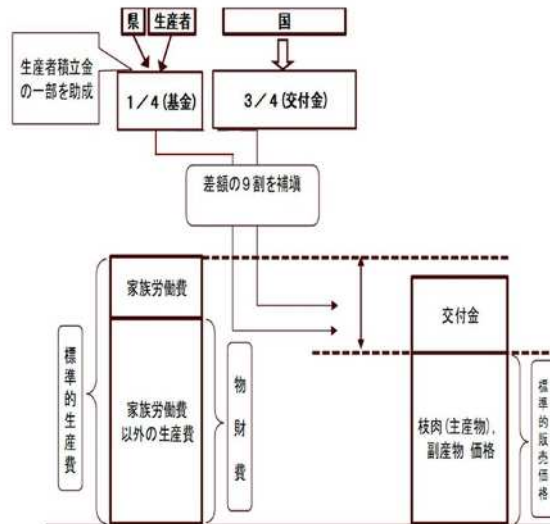 県
生産者
国
生産者積立金
の一部を助成
1/4(基金)
3/4(交付金)
差額の9割を補塡
家族労働費
交付金
標準的生産費
家族労働費
以外の生産費
物財費
枝肉(主産物),
副産物 価格
標準的販売価格